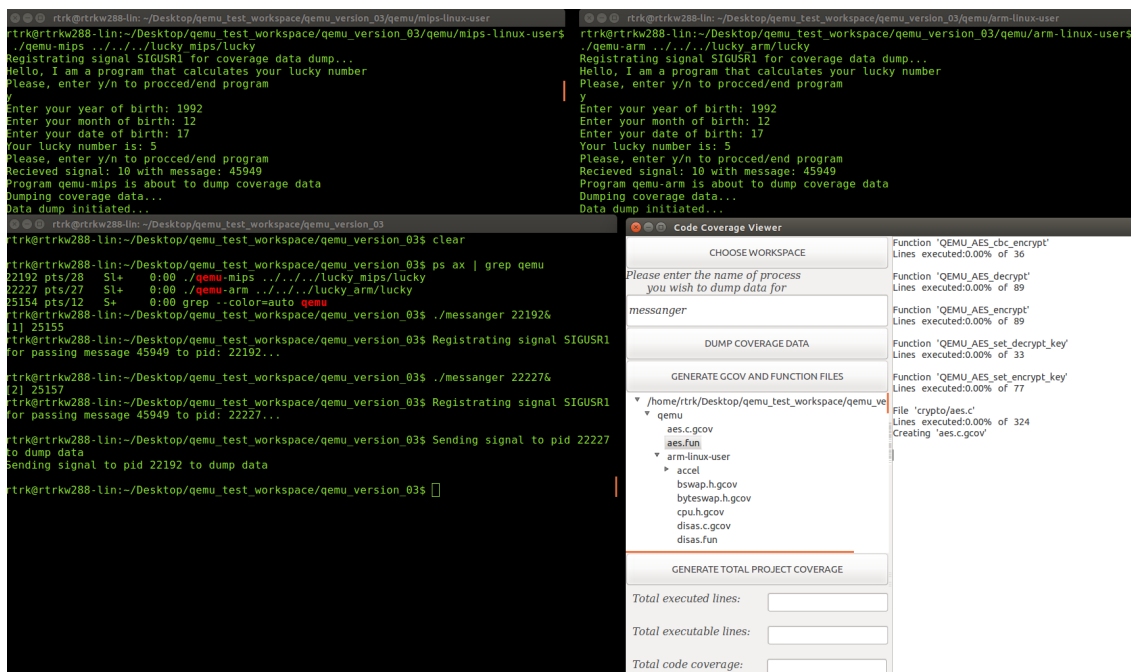 rtrk@rtrkw288-lin: ~/Desktop/qemu_test_workspace/qemu_version_03/qemu/mips-linux-user
rtrk@rtrkw288-lin:~/Desktop/qemu_test_workspace/qemu_version_03/qemu/mips-linux-user$
./qemu-mips ../../../lucky_mips/lucky
Registrating signal SIGUSR1 for coverage data dump...
Hello, I am a program that calculates your lucky number
Please, enter y/n to procced/end program
y
Enter your year of birth: 1992
Enter your month of birth: 12
Enter your date of birth: 17
Your lucky number is: 5
Please, enter y/n to procced/end program
Recieved signal: 10 with message: 45949
Program qemu-mips is about to dump coverage data
Dumping coverage data...
Data dump initiated...
rtrk@rtrkw288-lin: ~/Desktop/qemu_test_workspace/qemu_version_03/qemu/arm-linux-user
rtrk@rtrkw288-lin:~/Desktop/qemu_test_workspace/qemu_version_03/qemu/arm-linux-user$
./qemu-arm ../../../lucky_arm/lucky
Registrating signal SIGUSR1 for coverage data dump...
Hello, I am a program that calculates your lucky number
Please, enter y/n to procced/end program
y
Enter your year of birth: 1992
Enter your month of birth: 12
Enter your date of birth: 17
Your lucky number is: 5
Please, enter y/n to procced/end program
Recieved signal: 10 with message: 45949
Program qemu-arm is about to dump coverage data
Dumping coverage data...
Data dump initiated...
rtrk@rtrkw288-lin: ~/Desktop/qemu_test_workspace/qemu_version_03
rtrk@rtrkw288-lin:~/Desktop/qemu_test_workspace/qemu_version_03$ clear
rtrk@rtrkw288-lin:~/Desktop/qemu_test_workspace/qemu_version_03$ ps ax | grep qemu
22192 pts/28 Sl+ 0:00 ./qemu-mips ../../../lucky_mips/lucky
22227 pts/27 Sl+ 0:00 ./qemu-arm ../../../lucky_arm/lucky
25154 pts/12 S+ 0:00 grep --color=auto qemu
rtrk@rtrkw288-lin:~/Desktop/qemu_test_workspace/qemu_version_03$ ./messanger 22192&
[1] 25155
rtrk@rtrkw288-lin:~/Desktop/qemu_test_workspace/qemu_version_03$ Registrating signal SIGUSR1
for passing message 45949 to pid: 22192...
rtrk@rtrkw288-lin:~/Desktop/qemu_test_workspace/qemu_version_03$ ./messanger 22227&
[2] 25157
rtrk@rtrkw288-lin:~/Desktop/qemu_test_workspace/qemu_version_03$ Registrating signal SIGUSR1
for passing message 45949 to pid: 22227...
rtrk@rtrkw288-lin:~/Desktop/qemu_test_workspace/qemu_version_03$ Sending signal to pid 22227
to dump data
Sending signal to pid 22192 to dump data
rtrk@rtrkw288-lin:~/Desktop/qemu_test_workspace/qemu_version_03$
Code Coverage Viewer
CHOOSE WORKSPACE
Please enter the name of process
you wish to dump data for
messanger
DUMP COVERAGE DATA
GENERATE GCOV AND FUNCTION FILES
/home/rtrk/Desktop/qemu_test_workspace/qemu_ve
qemu
aes.c.gcov
aes.fun
arm-linux-user
accel
bswap.h.gcov
byteswap.h.gcov
cpu.h.gcov
disas.c.gcov
disas.fun
GENERATE TOTAL PROJECT COVERAGE
Total executed lines:
Total executable lines:
Total code coverage:
Function 'QEMU_AES_cbc_encrypt'
Lines executed:0.00% of 36
Function 'QEMU_AES_decrypt'
Lines executed:0.00% of 89
Function 'QEMU_AES_encrypt'
Lines executed:0.00% of 89
Function 'QEMU_AES_set_decrypt_key'
Lines executed:0.00% of 33
Function 'QEMU_AES_set_encrypt_key'
Lines executed:0.00% of 77
File 'crypto/aes.c'
Lines executed:0.00% of 324
Creating 'aes.c.gcov'